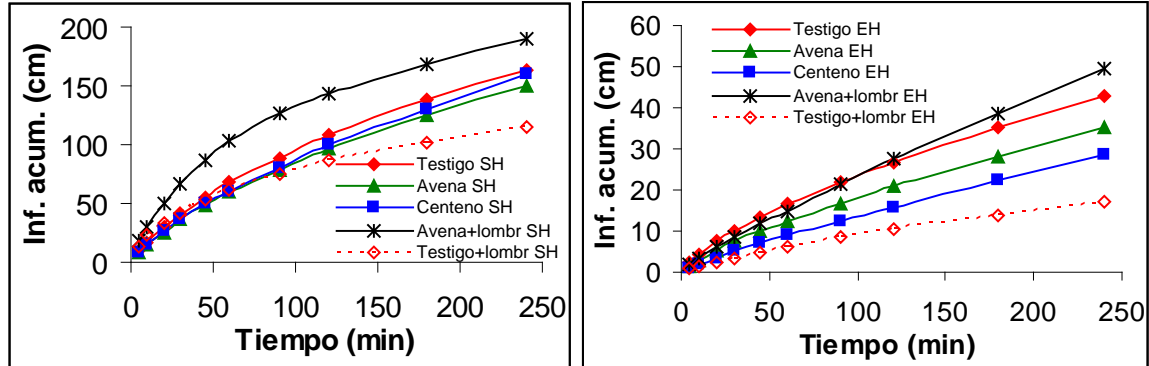 Inf. acum. (cm)
200
150
100
50
0
Testigo SH
Avena SH
Centeno SH
Avena+lombr SH
Testigo+lombr SH
0 50 100 150 200 250
Tiempo (min)
Inf. acum. (cm)
60
50
40
30
20
10
0
Testigo EH
Avena EH
Centeno EH
Avena+lombr EH
Testigo+lombr EH
0 50 100 150 200 250
Tiempo (min)